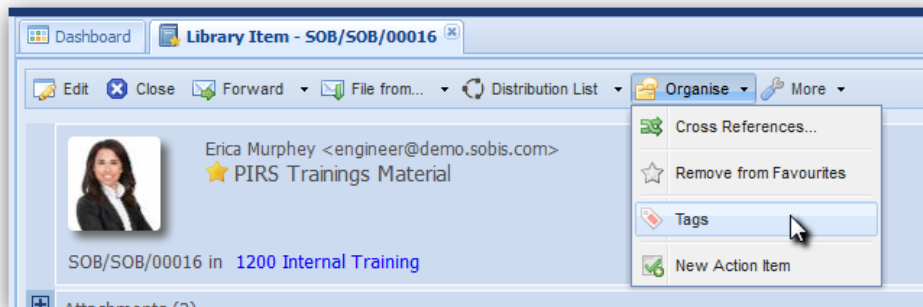 Dashboard Library Item - SOB/SOB/00016
Edit Close Forward File from... Distribution List Organise More
Cross References...
Erica Murphey <engineer@demo.sobis.com>
PIRS Trainings Material
Remove from Favourites
Tags
SOB/SOB/00016 in 1200 Internal Training
New Action Item
Attachments (2)